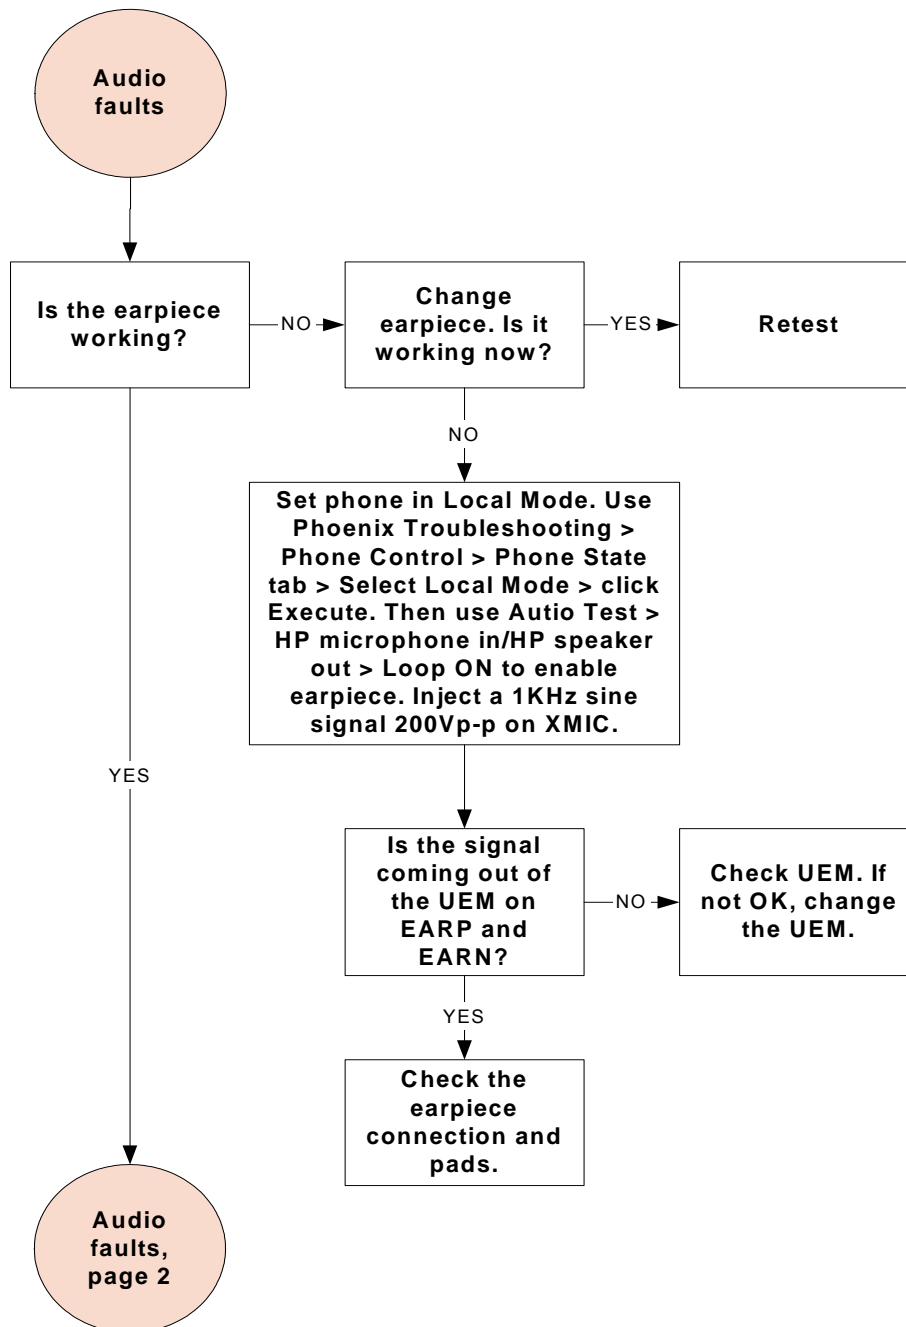 Audio
faults
Is the earpiece
working?
NO
Change
earpiece. Is it
working now?
YES
Retest
NO
Set phone in Local Mode. Use
Phoenix Troubleshooting >
Phone Control > Phone State
tab > Select Local Mode > click
Execute. Then use Autio Test >
HP microphone in/HP speaker
out > Loop ON to enable
earpiece. Inject a 1KHz sine
signal 200Vp-p on XMIC.
YES
Is the signal
coming out of
the UEM on
EARP and
EARN?
NO
Check UEM. If
not OK, change
the UEM.
YES
Check the
earpiece
connection and
pads.
Audio
faults,
page 2